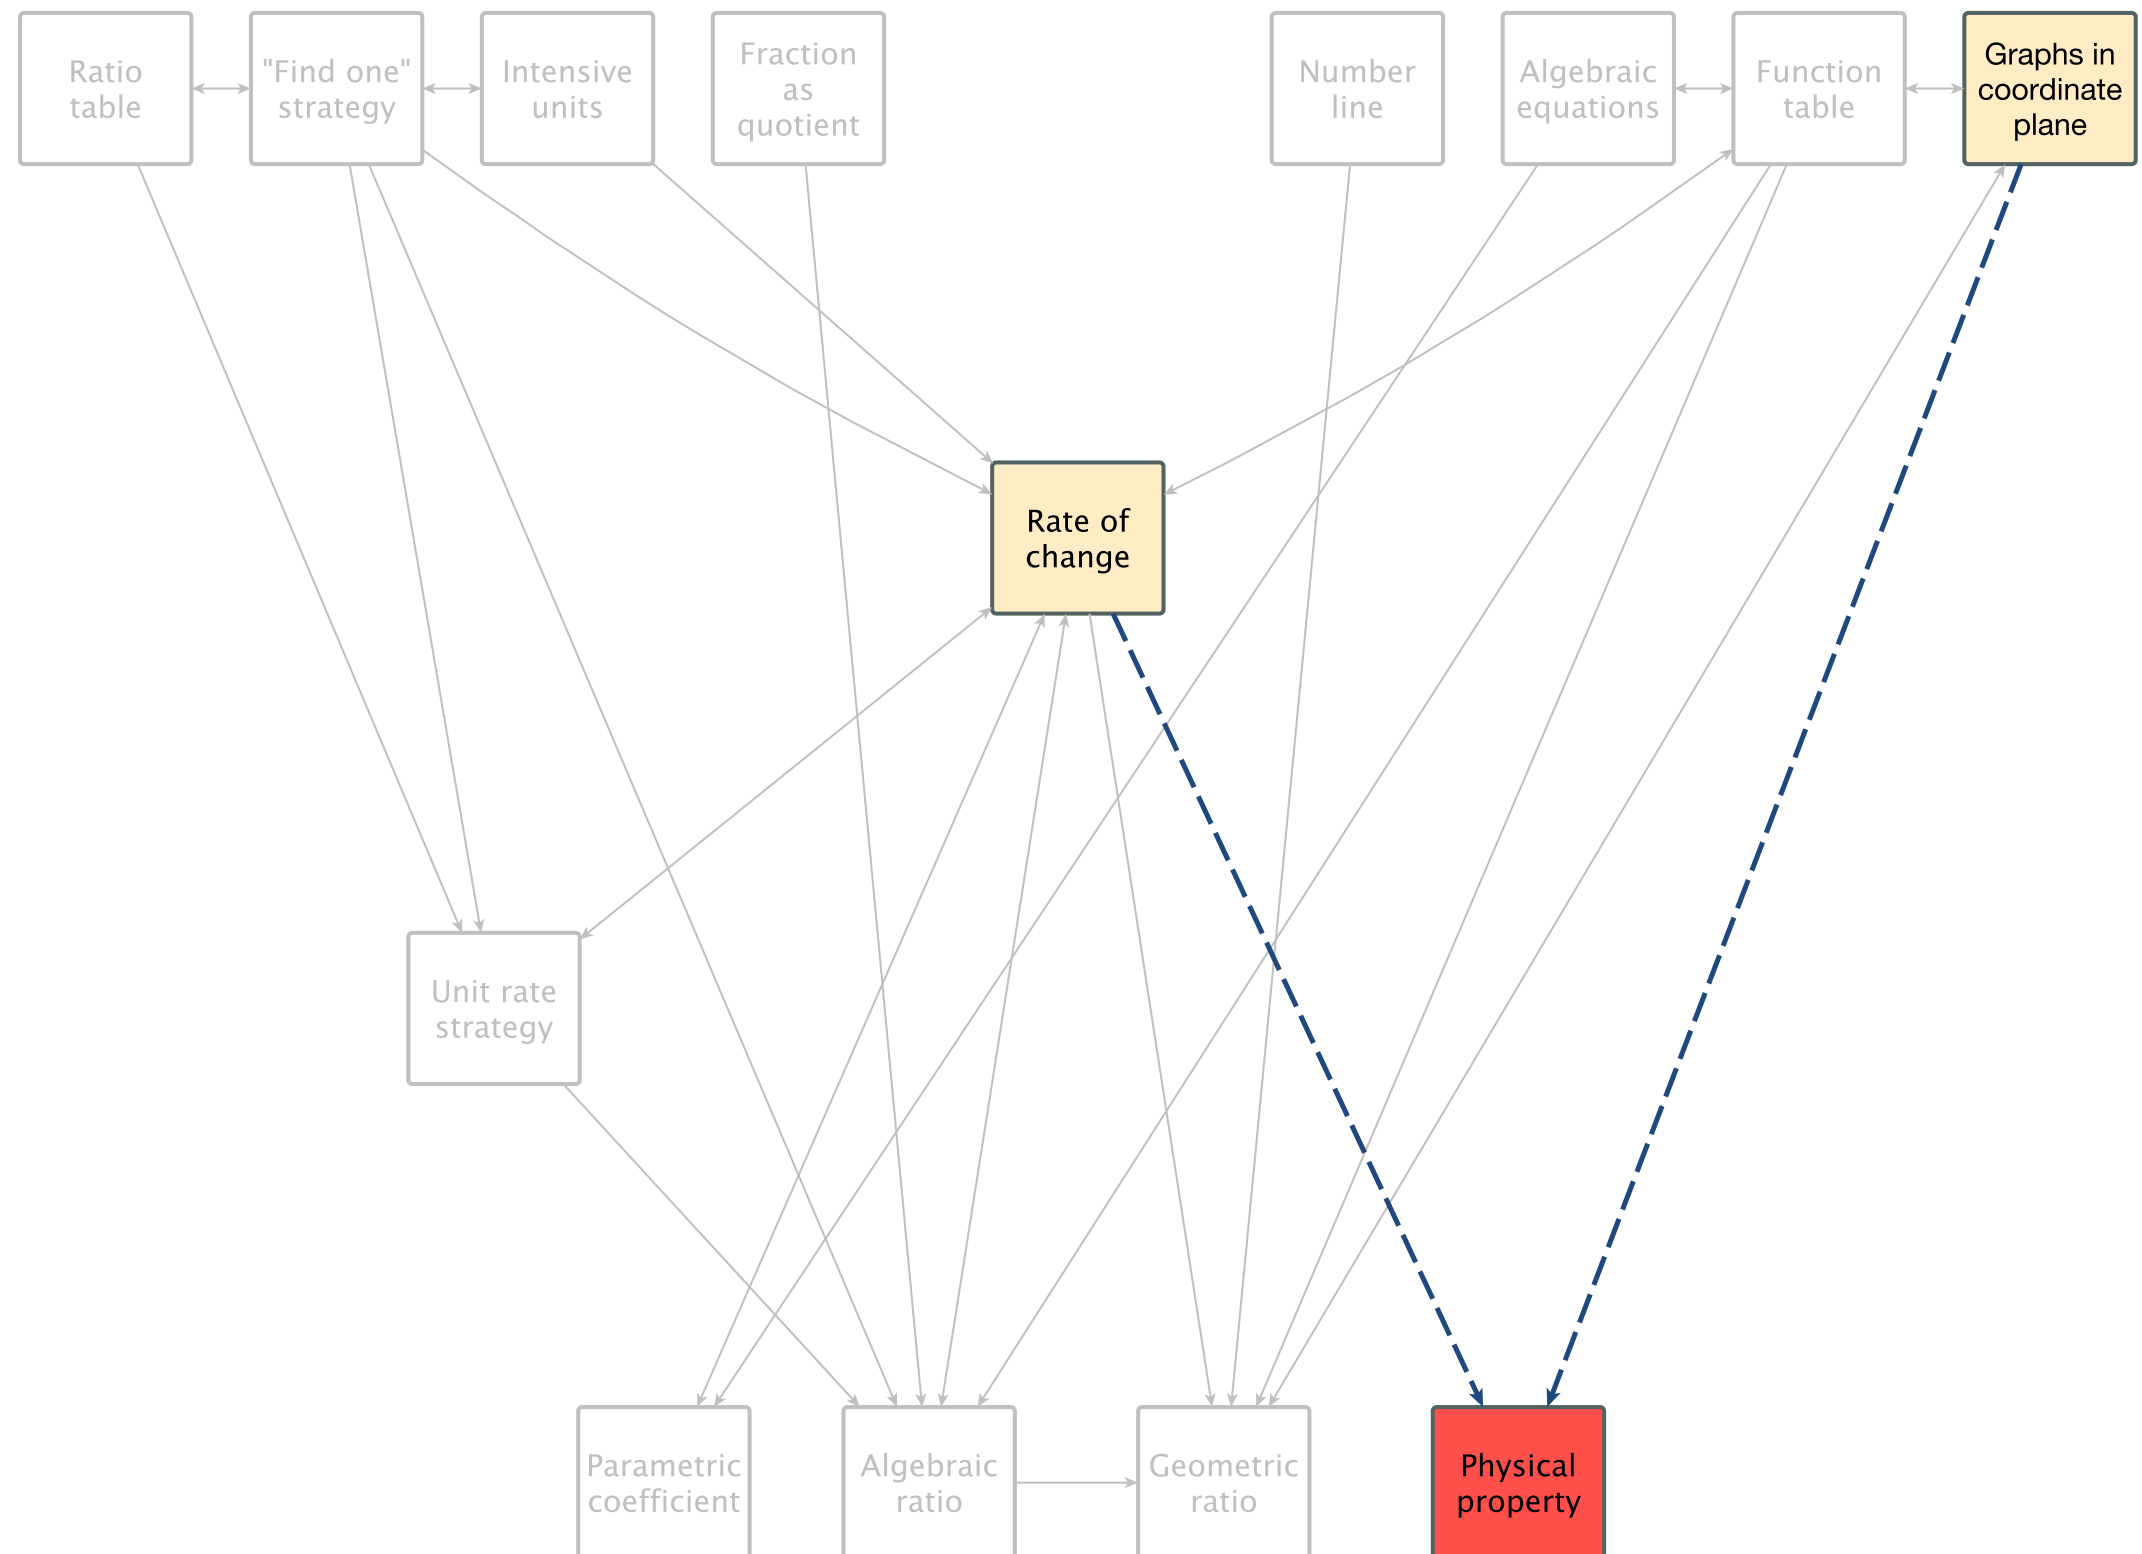 Ratio
table
"Find one"
strategy
Intensive
units
Fraction
as
quotient
Number
line
Algebraic
equations
Function
table
Graphs in
coordinate
plane
Rate of
change
Unit rate
strategy
Parametric
coefficient
Algebraic
ratio
Geometric
ratio
Physical
property